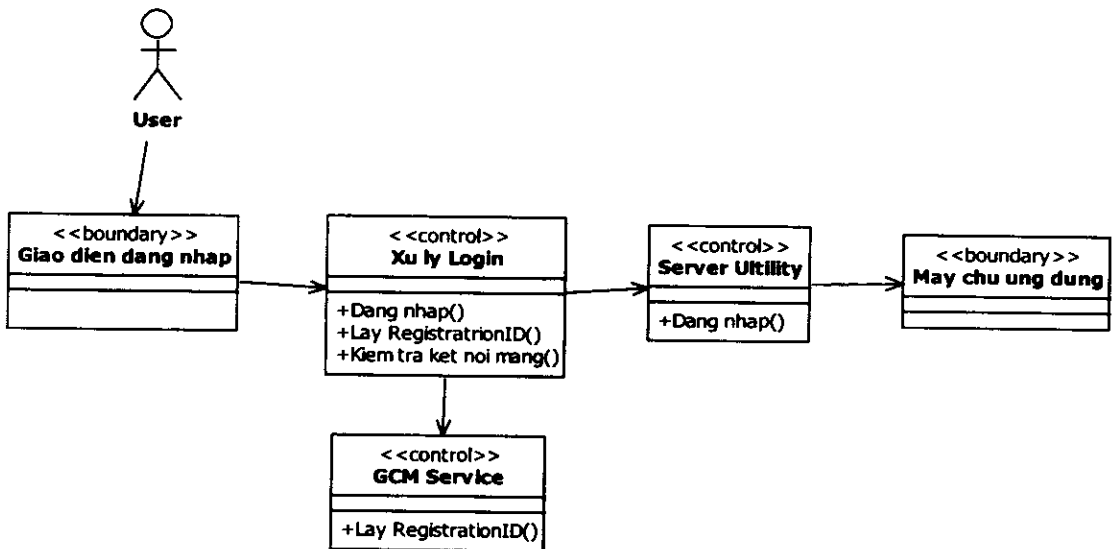 User
<<boundary>>
Giao dien dang nhap
<<control>>
Xu ly Login
+Dang nhap()
+Lay RegistratrionID()
+Kiem tra ket noi mang()
<<control>>
Server Ultility
+Dang nhap()
<<boundary>>
May chu ung dung
<<control>>
GCM Service
+Lay RegistrationID()